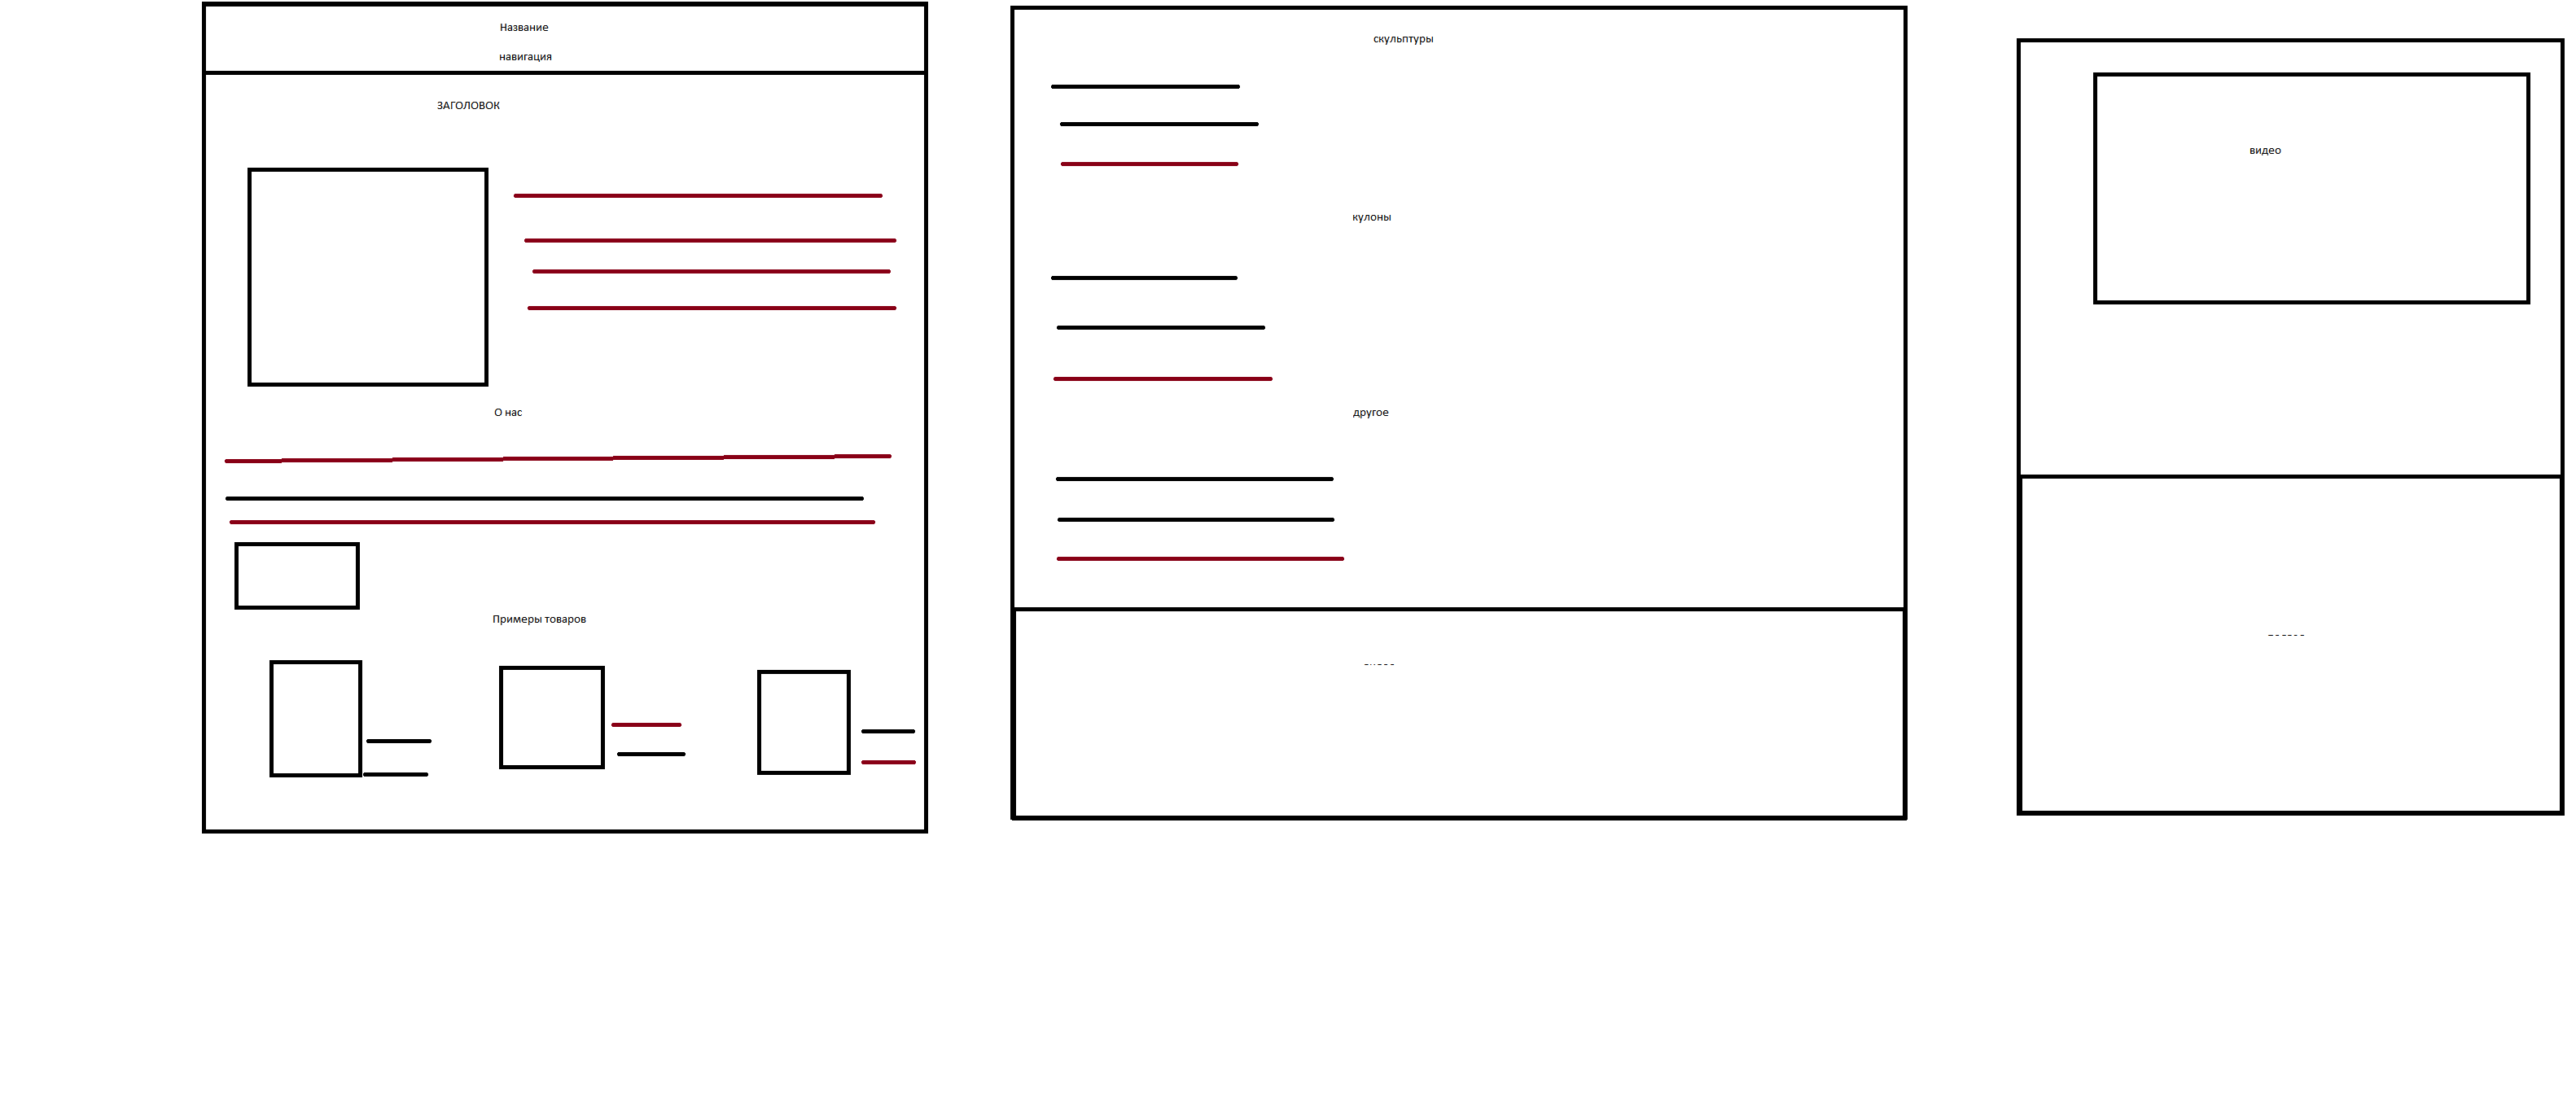 Название
навигация
ЗАГОЛОВОК
О нас
Примеры товаров
скульптуры
кулоны
другое
видео